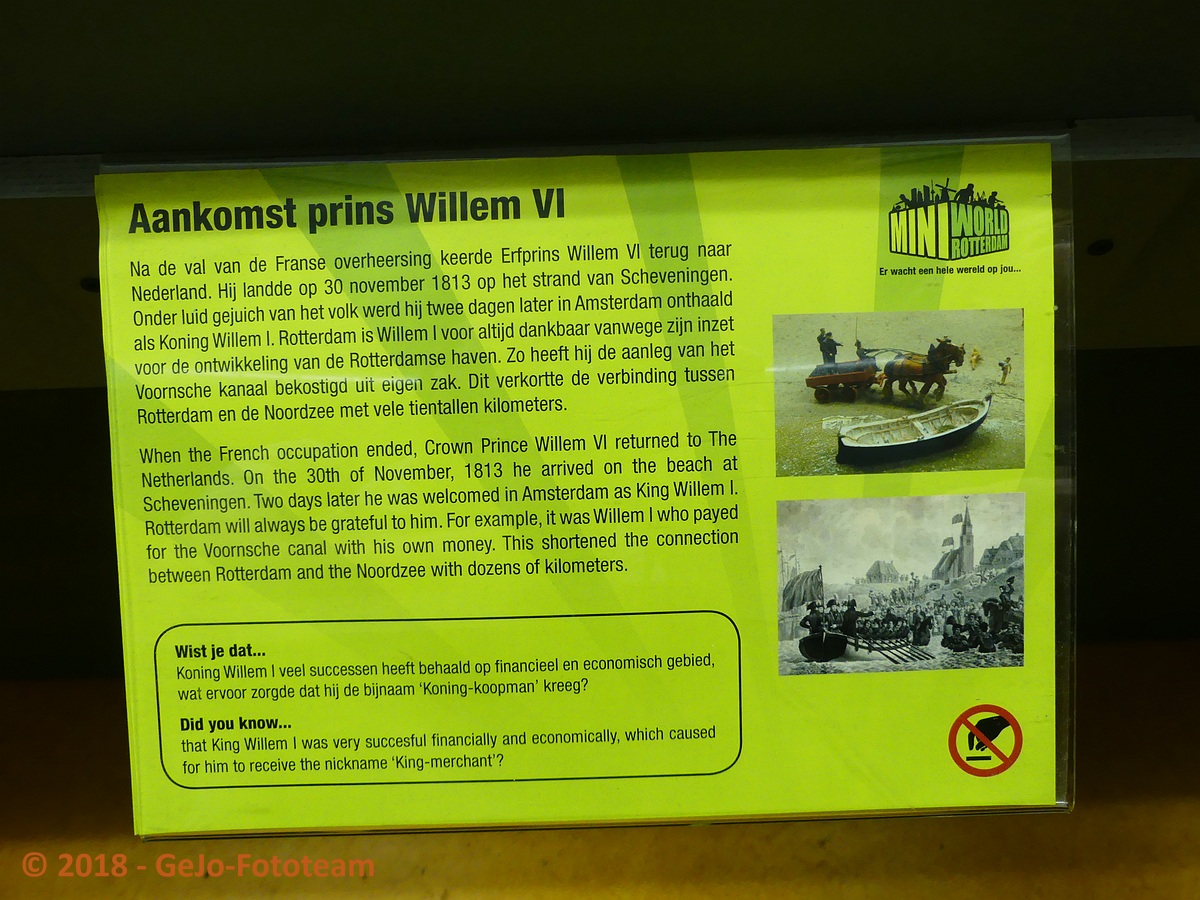 Aankomst prins Willem VI
MINI WORLD
ROTTERDAM
Er wacht een hele wereld op jou...
Na de val van de Franse overheersing keerde Erfprins Willem VI terug naar
Nederland. Hij landde op 30 november 1813 op het strand van Scheveningen.
Onder luid gejuich van het volk werd hij twee dagen later in Amsterdam onthaald
als Koning Willem I. Rotterdam is Willem I voor altijd dankbaar vanwege zijn inzet
voor de ontwikkeling van de Rotterdamse haven. Zo heeft hij de aanleg van het
Voornsche kanaal bekostigd uit eigen zak. Dit verkortte de verbinding tussen
Rotterdam en de Noordzee met vele tientallen kilometers.
When the French occupation ended, Crown Prince Willem VI returned to The
Netherlands. On the 30th of November, 1813 he arrived on the beach at
Scheveningen. Two days later he was welcomed in Amsterdam as King Willem I.
Rotterdam will always be grateful to him. For example, it was Willem I who payed
for the Voornsche canal with his own money. This shortened the connection
between Rotterdam and the Noordzee with dozens of kilometers.
Wist je dat...
Koning Willem I veel successen heeft behaald op financieel en economisch gebied,
wat ervoor zorgde dat hij de bijnaam ‘Koning-koopman’ kreeg?
Did you know...
that King Willem I was very succesful financially and economically, which caused
for him to receive the nickname ‘King-merchant’?
© 2018 - GeJo-Fototeam